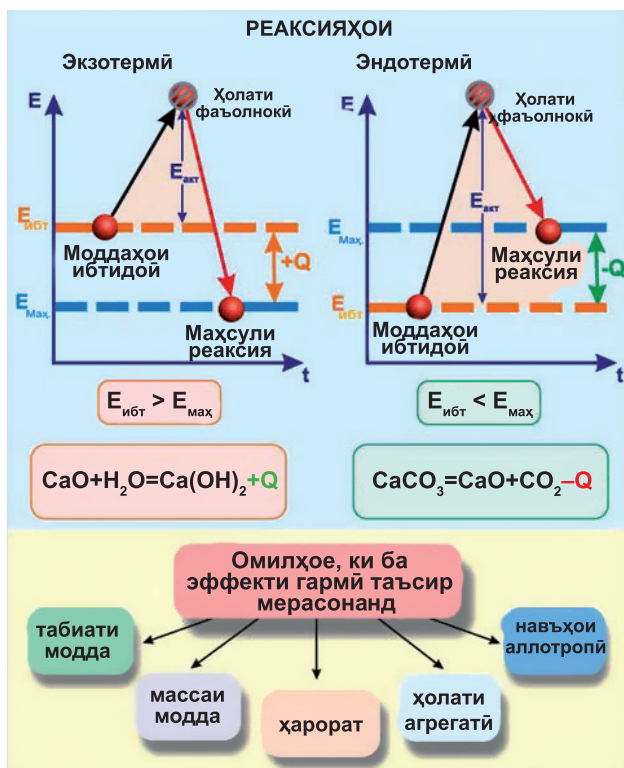 РЕАКСИЯҲОИ
Экзотермӣ
Эндотермӣ
E
Ҳолати
фаъолнокӣ
Eакт
Eибт
Моддаҳои
ибтидоӣ
+Q
EМаҳ.
Маҳсули
реаксия
t
E
Ҳолати
фаъолнокӣ
Eакт
EМаҳ.
Маҳсули
реаксия
-Q
Eибт
Моддаҳои
ибтидоӣ
t
Eибт > Eмаҳ
Eибт < Eмаҳ
CaO+H₂O=Ca(OH)₂+Q
CaCO₃=CaO+CO₂–Q
Омилҳое, ки ба
эффекти гармӣ таъсир
мерасонанд
табиати
модда
массаи
модда
ҳарорат
ҳолати
агрегатӣ
навъҳои
аллотропӣ